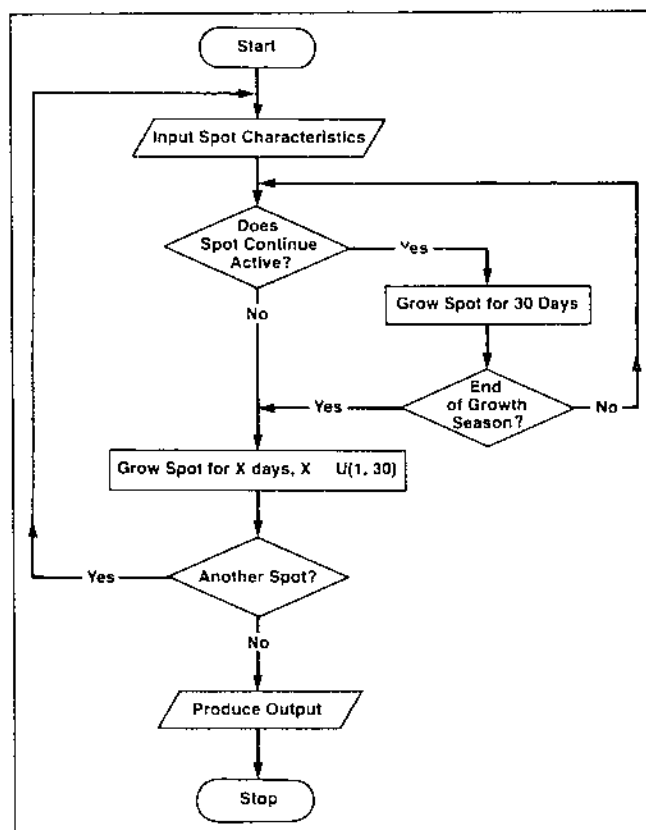 Start
Input Spot Characteristics
Does
Spot Continue
Active?
Yes
No
Grow Spot for 30 Days
End
of Growth
Season?
Yes
No
Grow Spot for X days, X U(1, 30)
Another Spot?
Yes
No
Produce Output
Stop